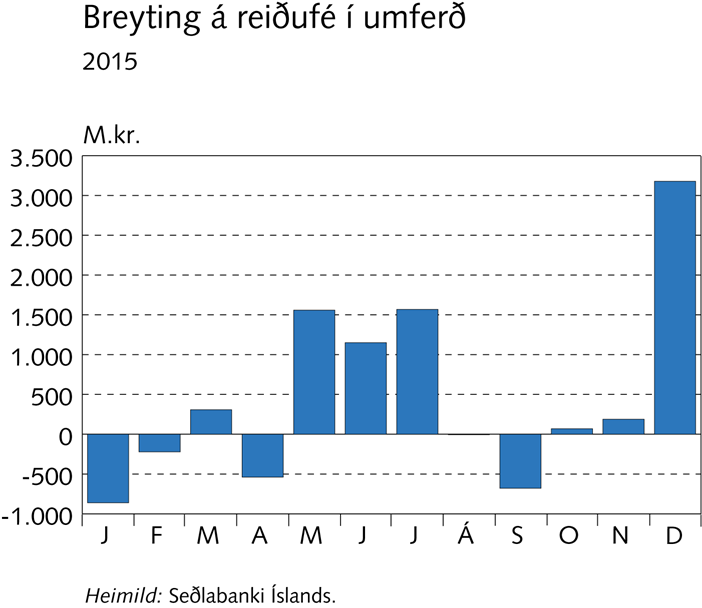 Breyting á reiðufé í umferð
2015
M.kr.
3.500
3.000
2.500
2.000
1.500
1.000
500
0
-500
-1.000
J F M A M J J Á S O N D
Heimild: Seðlabanki Íslands.